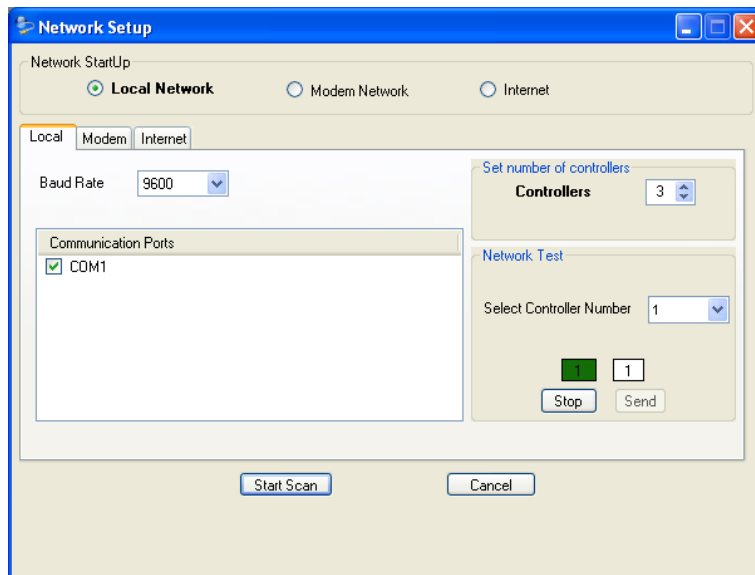 Network Setup
Network StartUp
Local Network Modem Network Internet
Local Modem Internet
Baud Rate 9600
Set number of controllers
Controllers 3
Communication Ports
COM1
Network Test
Select Controller Number 1
1 1
Stop Send
Start Scan Cancel